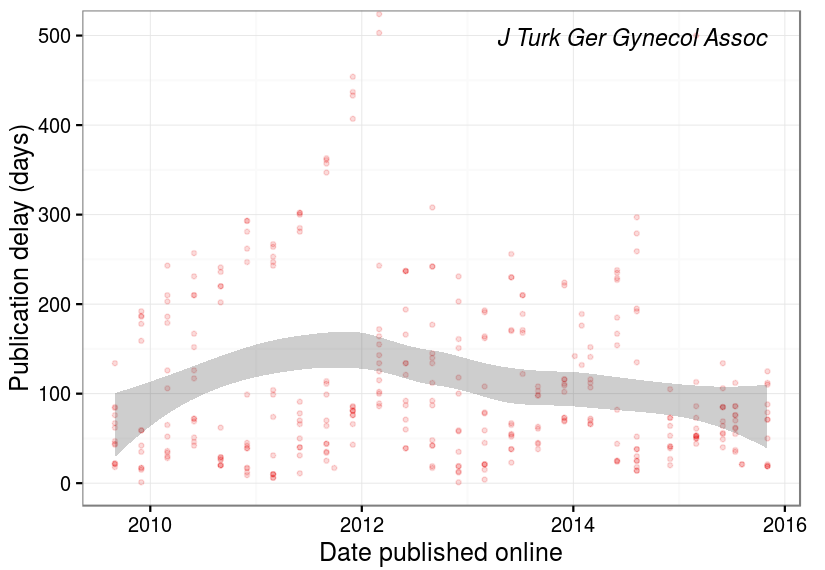 J Turk Ger Gynecol Assoc
Publication delay (days)
500
400
300
200
100
0
2010 2012 2014 2016
Date published online